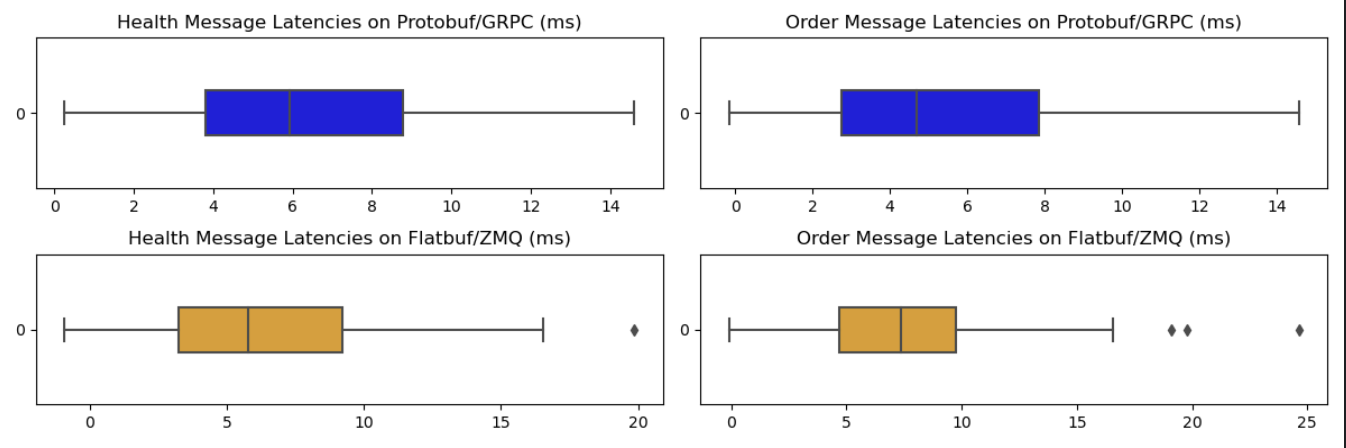 Health Message Latencies on Protobuf/GRPC (ms)
0
0 2 4 6 8 10 12 14
Order Message Latencies on Protobuf/GRPC (ms)
0
0 2 4 6 8 10 12 14
Health Message Latencies on Flatbuf/ZMQ (ms)
0
0 5 10 15 20
Order Message Latencies on Flatbuf/ZMQ (ms)
0
0 5 10 15 20 25